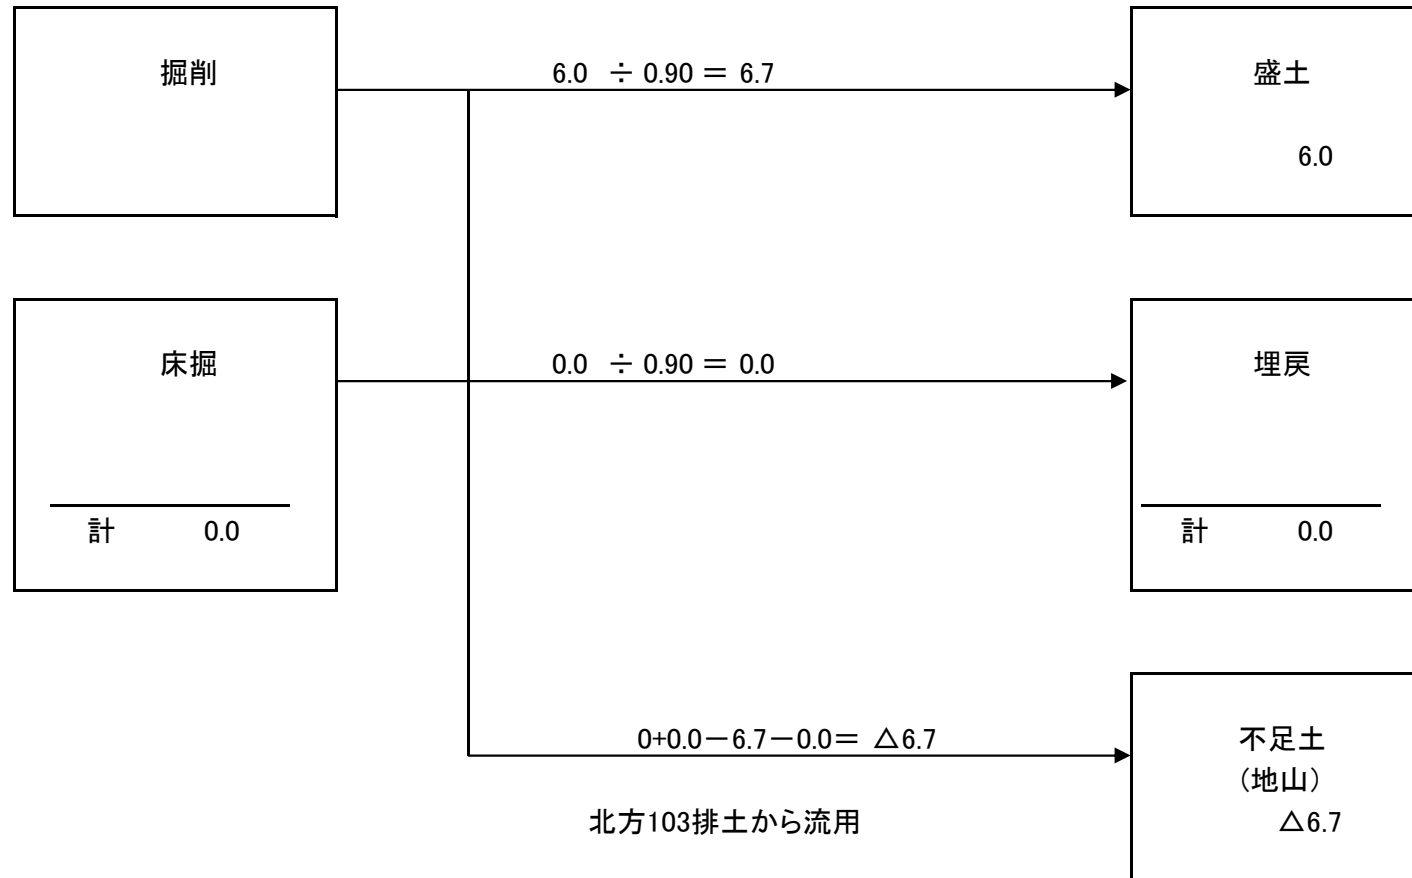 掘削
6.0 ÷ 0.90 = 6.7
盛土
6.0
床掘
0.0 ÷ 0.90 = 0.0
埋戻
計 0.0
計 0.0
0+0.0－6.7－0.0= △6.7
不足土
（地山）
北方103排土から流用
△6.7